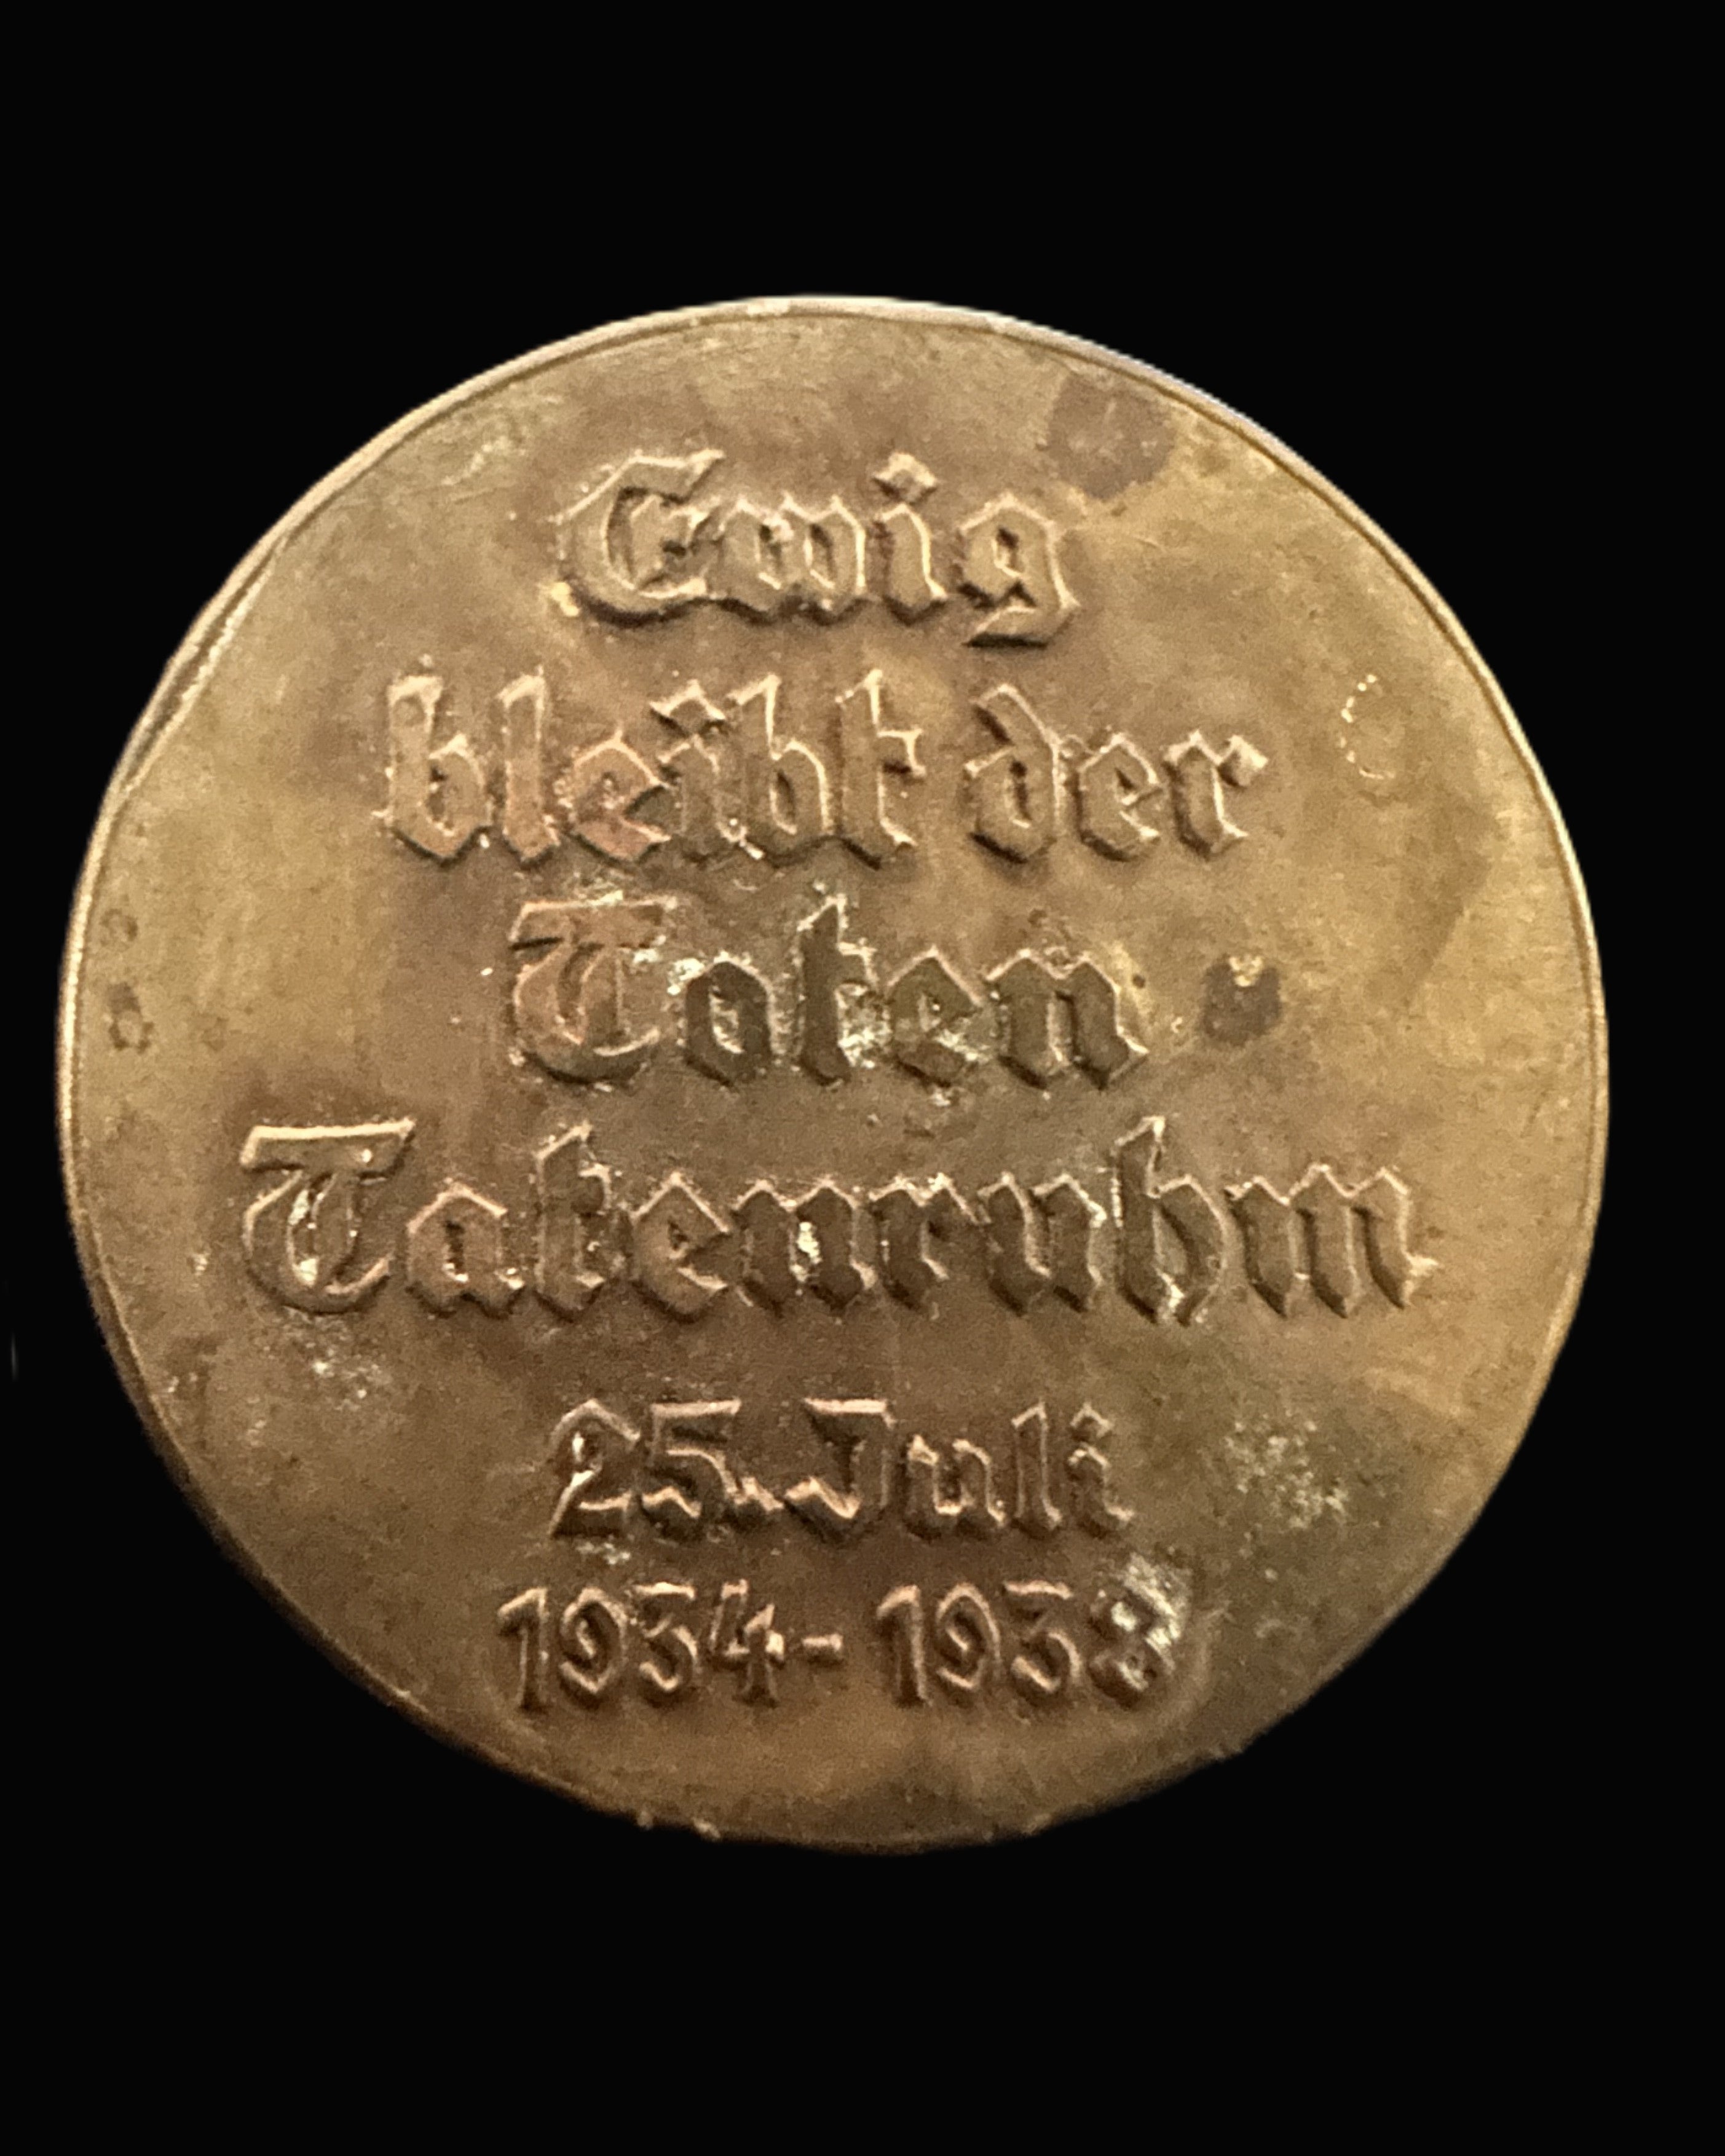 Ewig
bleibt der
Toten
Tatenruhm
25. Juli
1934-1938